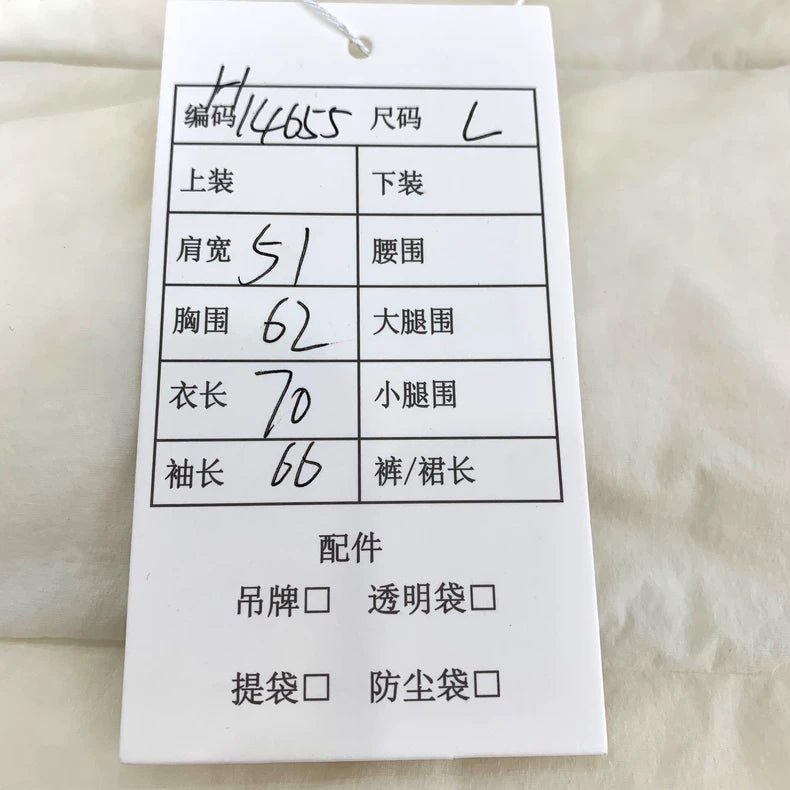 编码 H14655 尺码 L
上装 下装
肩宽 51 腰围
胸围 62 大腿围
衣长 70 小腿围
袖长 66 裤/裙长
配件
吊牌□ 透明袋□
提袋□ 防尘袋□